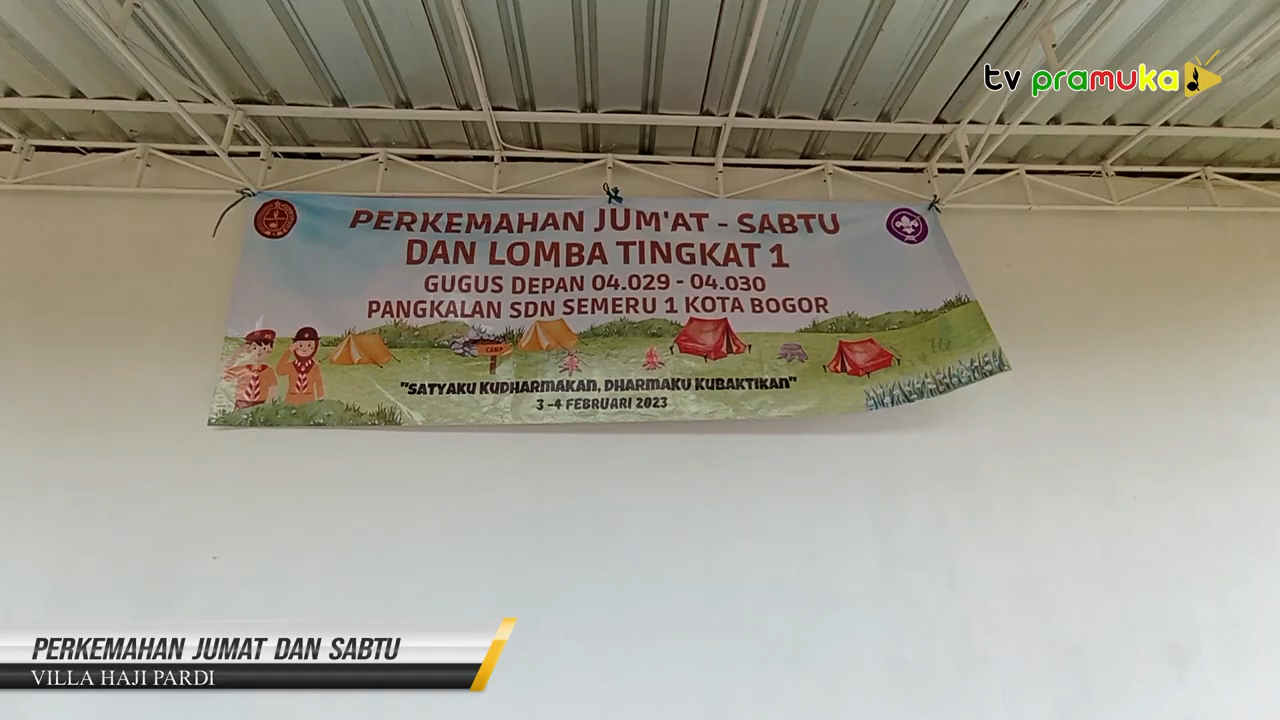 tv pramuka
PERKEMAHAN JUM'AT - SABTU
DAN LOMBA TINGKAT 1
GUGUS DEPAN 04.029 - 04.030
PANGKALAN SDN SEMERU 1 KOTA BOGOR
CAMP
"SATYAKU KUDHARMAKAN, DHARMAKU KUBAKTIKAN"
3 -4 FEBRUARI 2023
PERKEMAHAN JUMAT DAN SABTU
VILLA HAJI PARDI